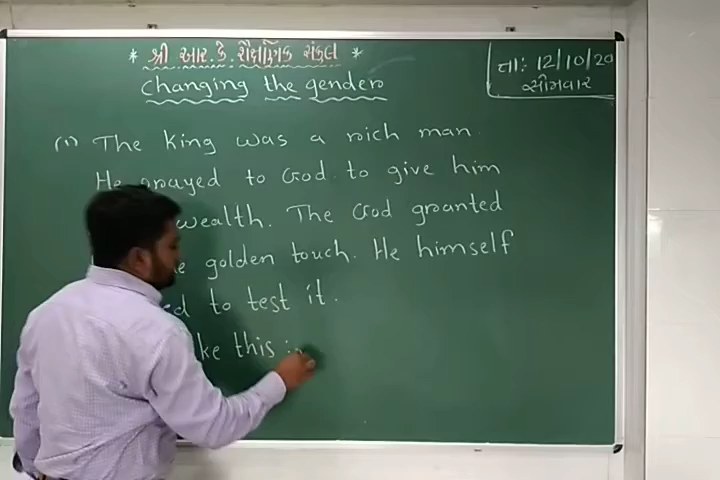 * શ્રી આર. કે. શૈક્ષણિક સંકુલ *
Changing the gender
તા: 12/10/20
સોમવાર
(1) The king was a rich man.
He prayed to God to give him
wealth. The God granted
golden touch. He himself
to test it.
this :